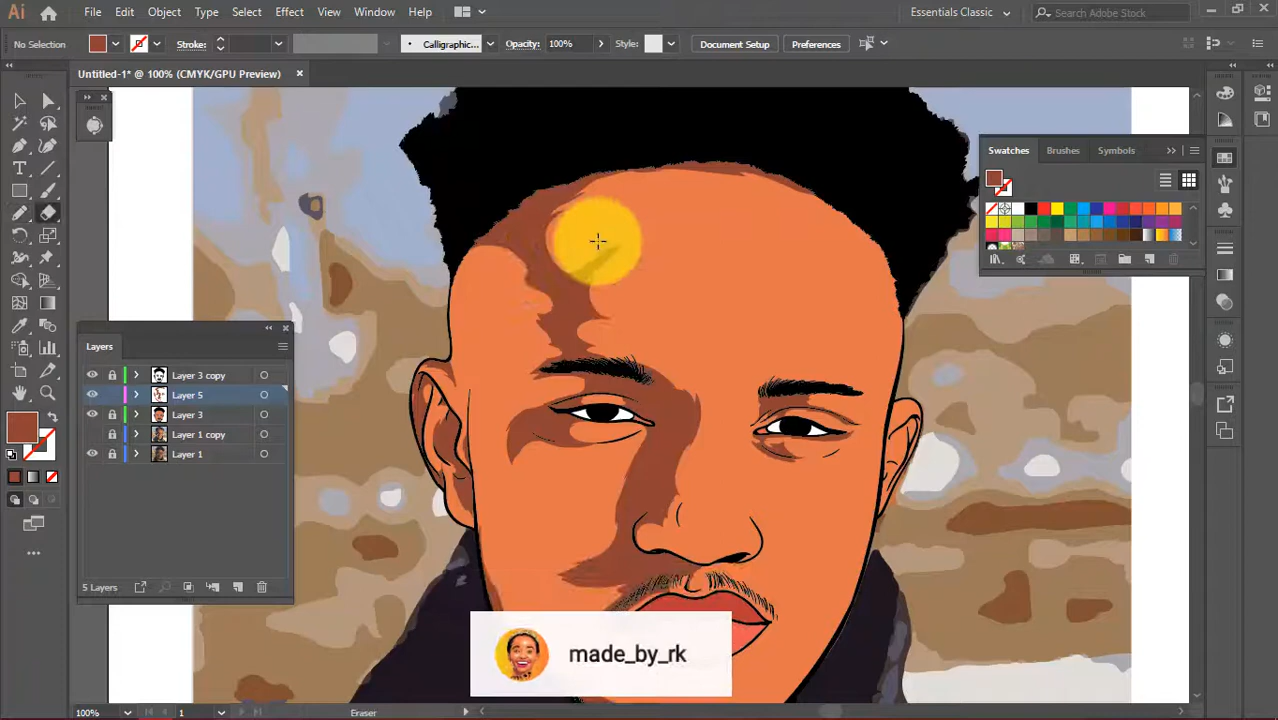 Ai File Edit Object Type Select Effect View Window Help Essentials Classic Search Adobe Stock
No Selection Stroke: Calligraphic... Opacity: 100% Style: Document Setup Preferences
Untitled-1* @ 100% (CMYK/GPU Preview)
Swatches Brushes Symbols
Layers
Layer 3 copy
Layer 5
Layer 3
Layer 1 copy
Layer 1
5 Layers
made_by_rk
100% 1 Eraser